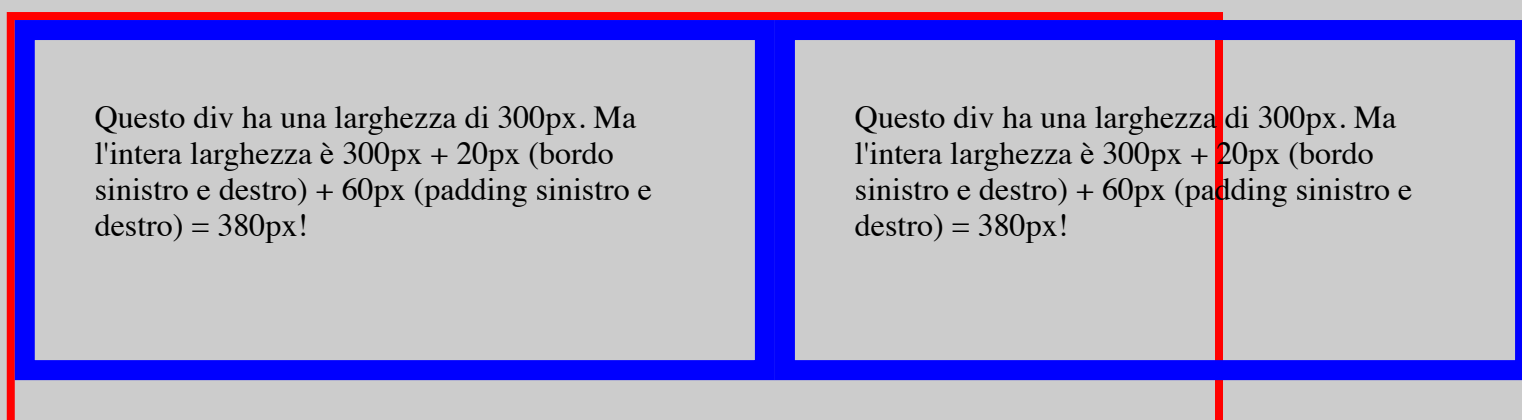 Questo div ha una larghezza di 300px. Ma
l'intera larghezza è 300px + 20px (bordo
sinistro e destro) + 60px (padding sinistro e
destro) = 380px!
Questo div ha una larghezza di 300px. Ma
l'intera larghezza è 300px + 20px (bordo
sinistro e destro) + 60px (padding sinistro e
destro) = 380px!